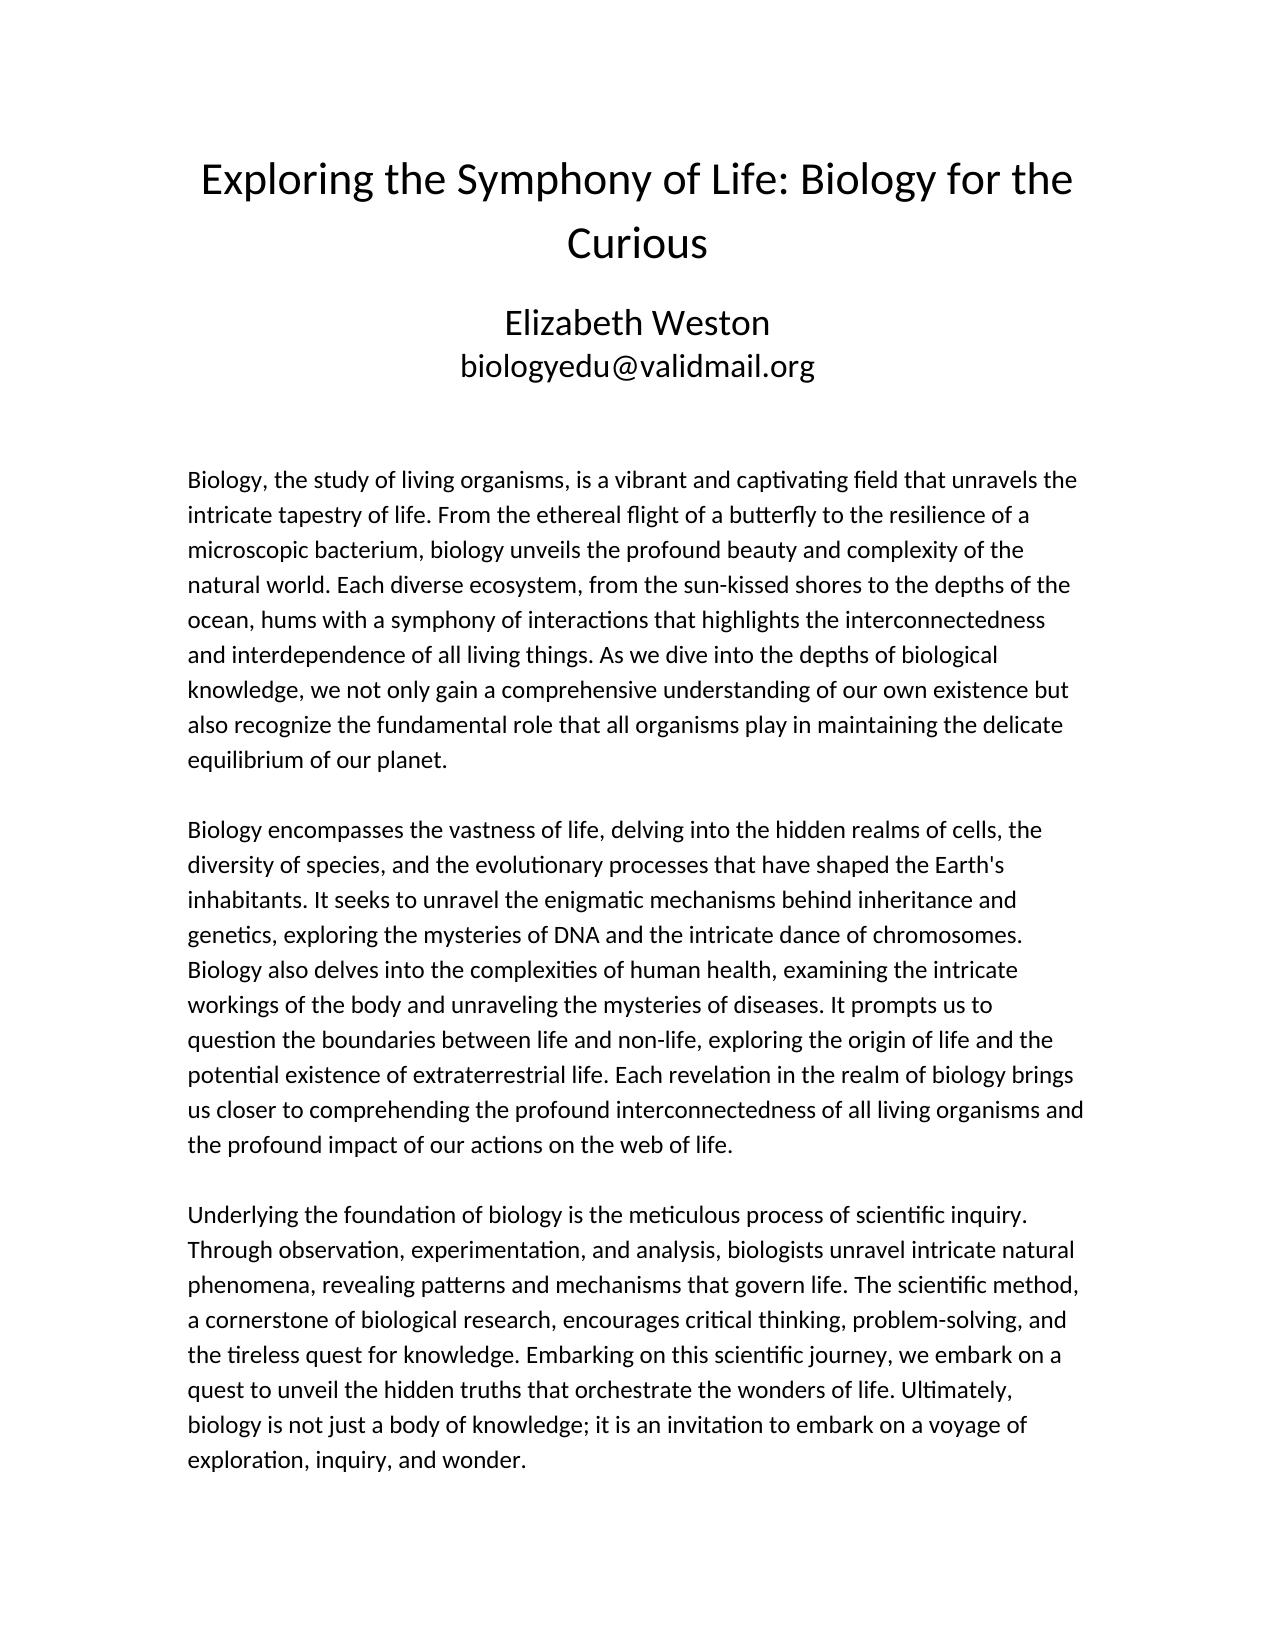 Exploring the Symphony of Life: Biology for the
Curious
Elizabeth Weston
biologyedu@validmail.org
Biology, the study of living organisms, is a vibrant and captivating field that unravels the
intricate tapestry of life. From the ethereal flight of a butterfly to the resilience of a
microscopic bacterium, biology unveils the profound beauty and complexity of the
natural world. Each diverse ecosystem, from the sun-kissed shores to the depths of the
ocean, hums with a symphony of interactions that highlights the interconnectedness
and interdependence of all living things. As we dive into the depths of biological
knowledge, we not only gain a comprehensive understanding of our own existence but
also recognize the fundamental role that all organisms play in maintaining the delicate
equilibrium of our planet.
Biology encompasses the vastness of life, delving into the hidden realms of cells, the
diversity of species, and the evolutionary processes that have shaped the Earth's
inhabitants. It seeks to unravel the enigmatic mechanisms behind inheritance and
genetics, exploring the mysteries of DNA and the intricate dance of chromosomes.
Biology also delves into the complexities of human health, examining the intricate
workings of the body and unraveling the mysteries of diseases. It prompts us to
question the boundaries between life and non-life, exploring the origin of life and the
potential existence of extraterrestrial life. Each revelation in the realm of biology brings
us closer to comprehending the profound interconnectedness of all living organisms and
the profound impact of our actions on the web of life.
Underlying the foundation of biology is the meticulous process of scientific inquiry.
Through observation, experimentation, and analysis, biologists unravel intricate natural
phenomena, revealing patterns and mechanisms that govern life. The scientific method,
a cornerstone of biological research, encourages critical thinking, problem-solving, and
the tireless quest for knowledge. Embarking on this scientific journey, we embark on a
quest to unveil the hidden truths that orchestrate the wonders of life. Ultimately,
biology is not just a body of knowledge; it is an invitation to embark on a voyage of
exploration, inquiry, and wonder.